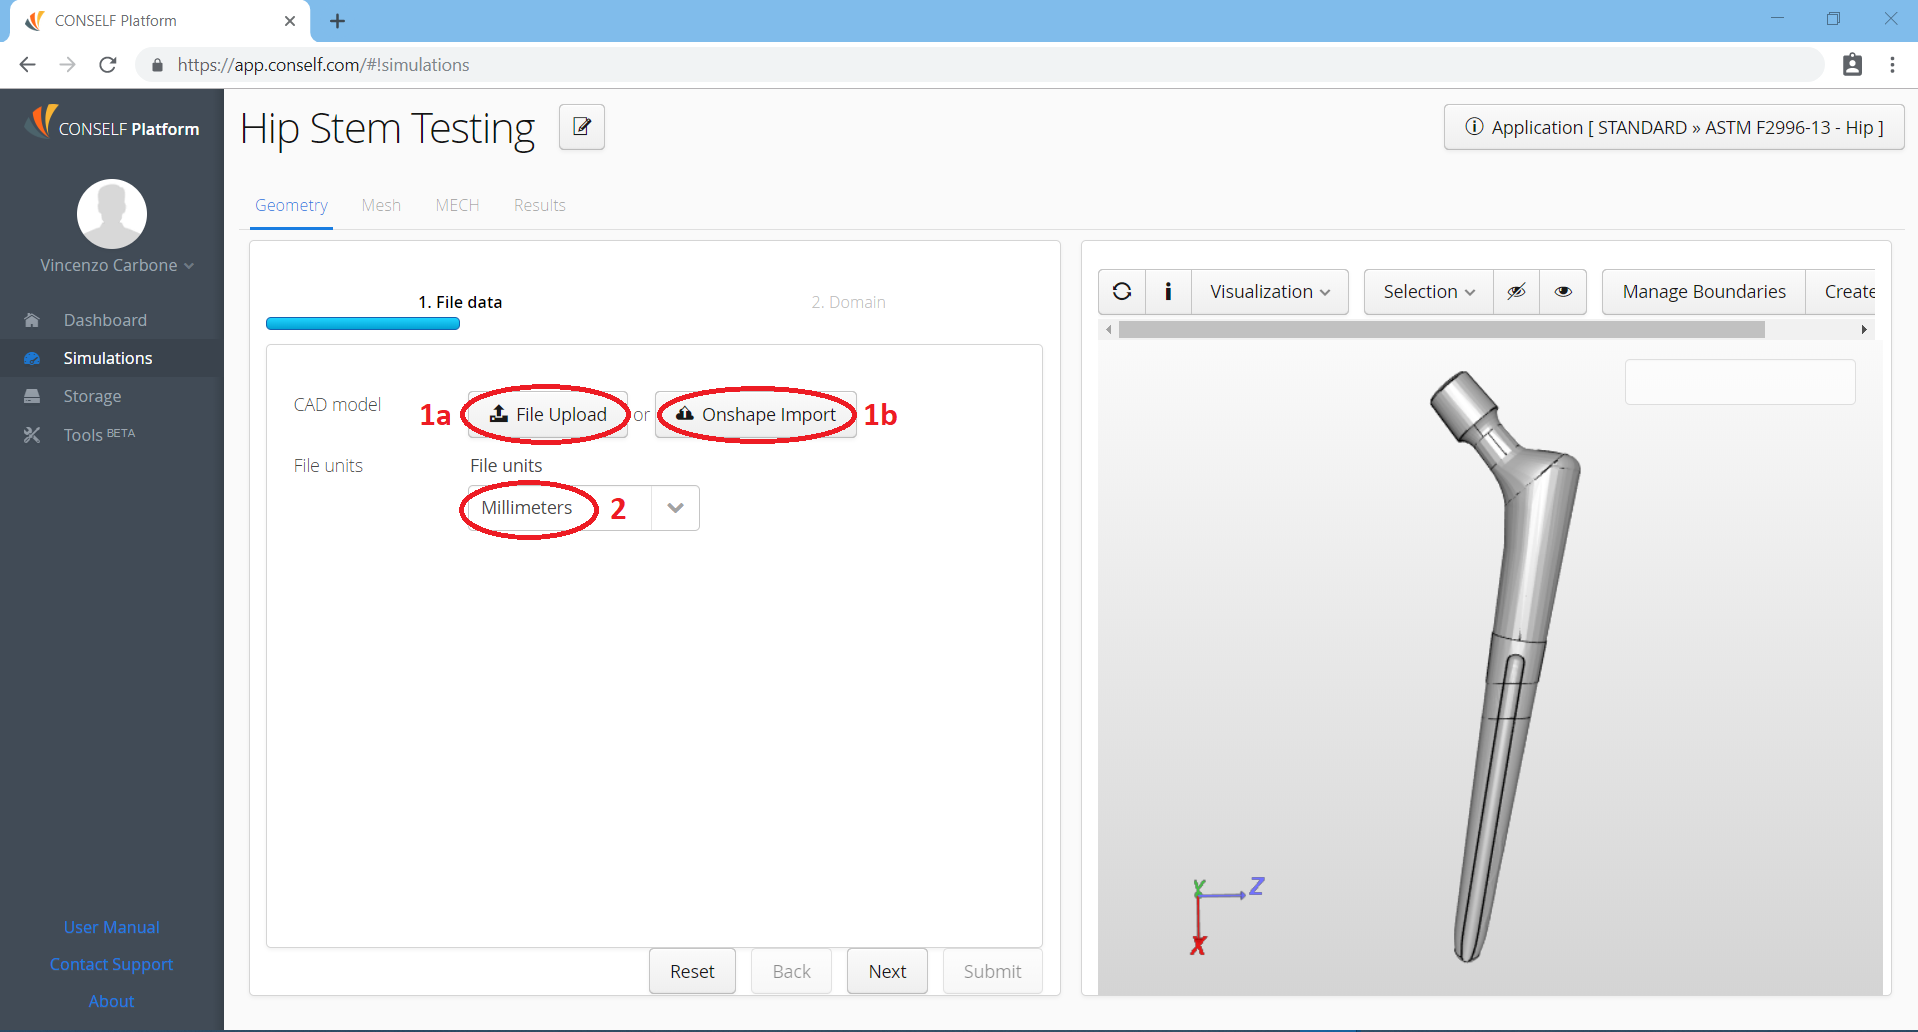 CONSELF Platform
https://app.conself.com/#!simulations
CONSELF Platform
Vincenzo Carbone
Dashboard
Simulations
Storage
Tools BETA
User Manual
Contact Support
About
Hip Stem Testing
Application [ STANDARD » ASTM F2996-13 - Hip ]
Geometry Mesh MECH Results
1. File data 2. Domain
CAD model 1a File Upload or Onshape Import 1b
File units File units
Millimeters 2
Reset Back Next Submit
i Visualization Selection Manage Boundaries Create
Y Z
X